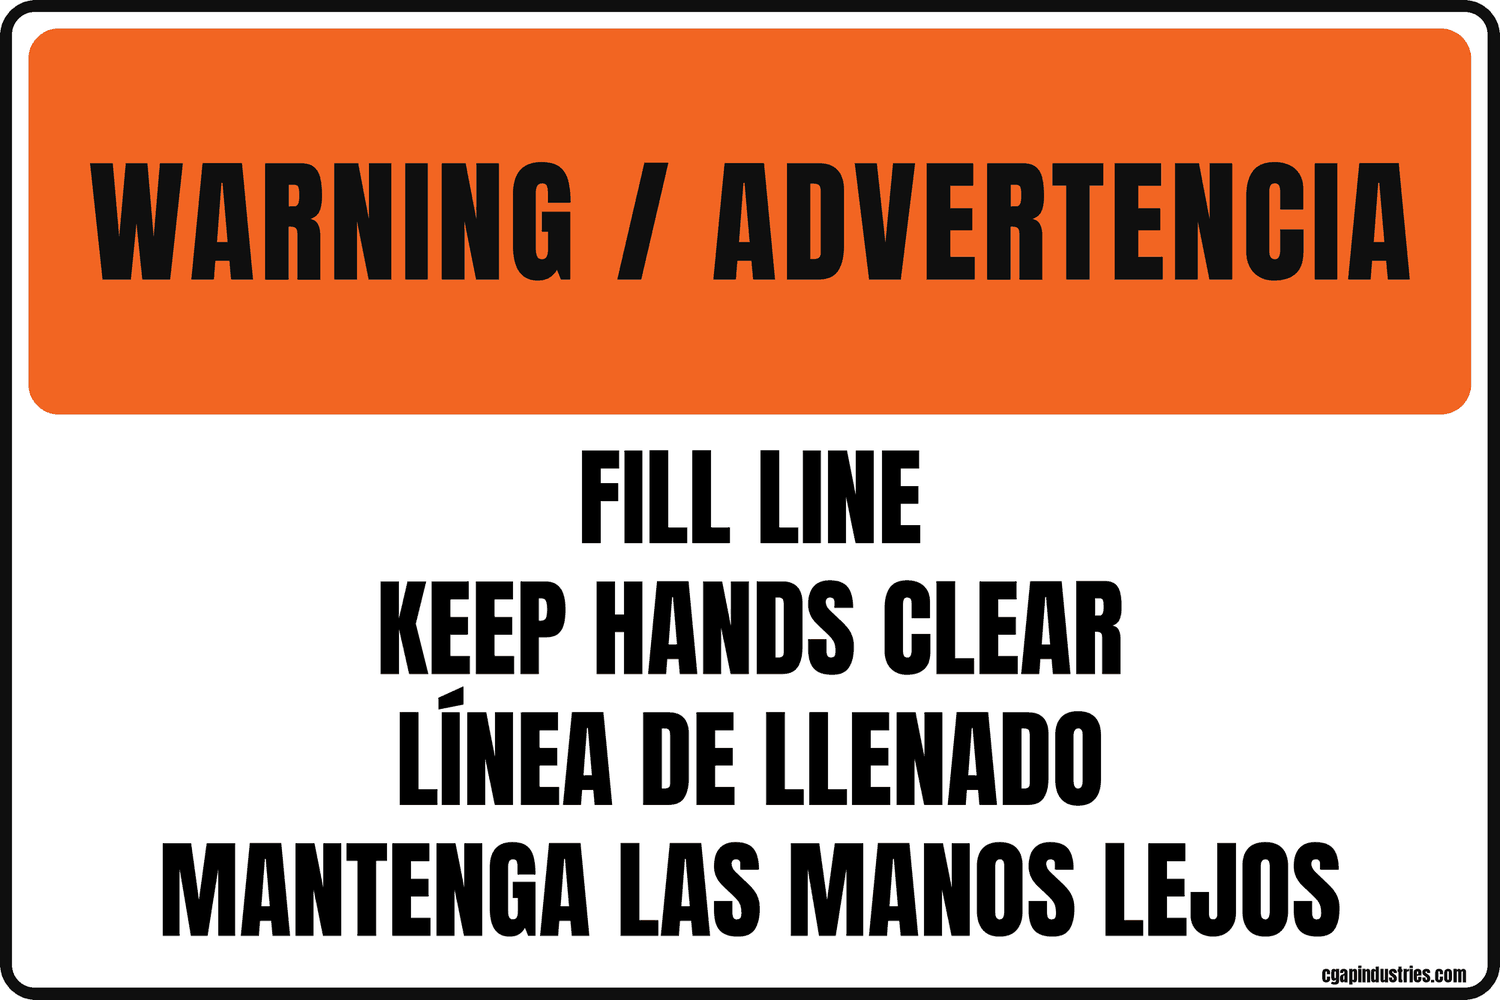 WARNING / ADVERTENCIA
FILL LINE
KEEP HANDS CLEAR
LÍNEA DE LLENADO
MANTENGA LAS MANOS LEJOS
cgapindustries.com